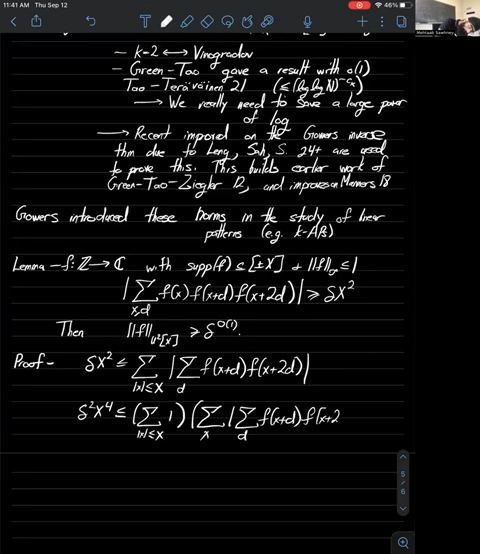 11:41 AM Thu Sep 12
46%
Mehtaab Sawhney
- k=2 ⟷ Vinogradov
- Green-Tao gave a result with o(1)
Tao-Teräväinen 21 (≤(log log N)^{-c_k})
→ We really need to save a large power
of log
→ Recent improved on the Gowers inverse
thm due to Leng, Sah, S. 24+ are used
to prove this. This builds earlier work of
Green-Tao-Ziegler 12, and improves on Manners 18
Gowers introduced these norms in the study of linear
patterns (e.g. k-APs)
Lemma - f: ℤ → ℂ with supp(f) ⊆ [±X] & ||f||_∞ ≤ 1
|∑_{x,d} f(x) f(x+d) f(x+2d)| ≥ δX²
Then ||f||_{U²[X]} ≥ δ^{O(1)}.
Proof - δX² ≤ ∑_{|x|≤X} |∑_d f(x+d) f(x+2d)|
δ²X⁴ ≤ (∑_{|x|≤X} 1) (∑_x |∑_d f(x+d) f(x+2
5
/
6